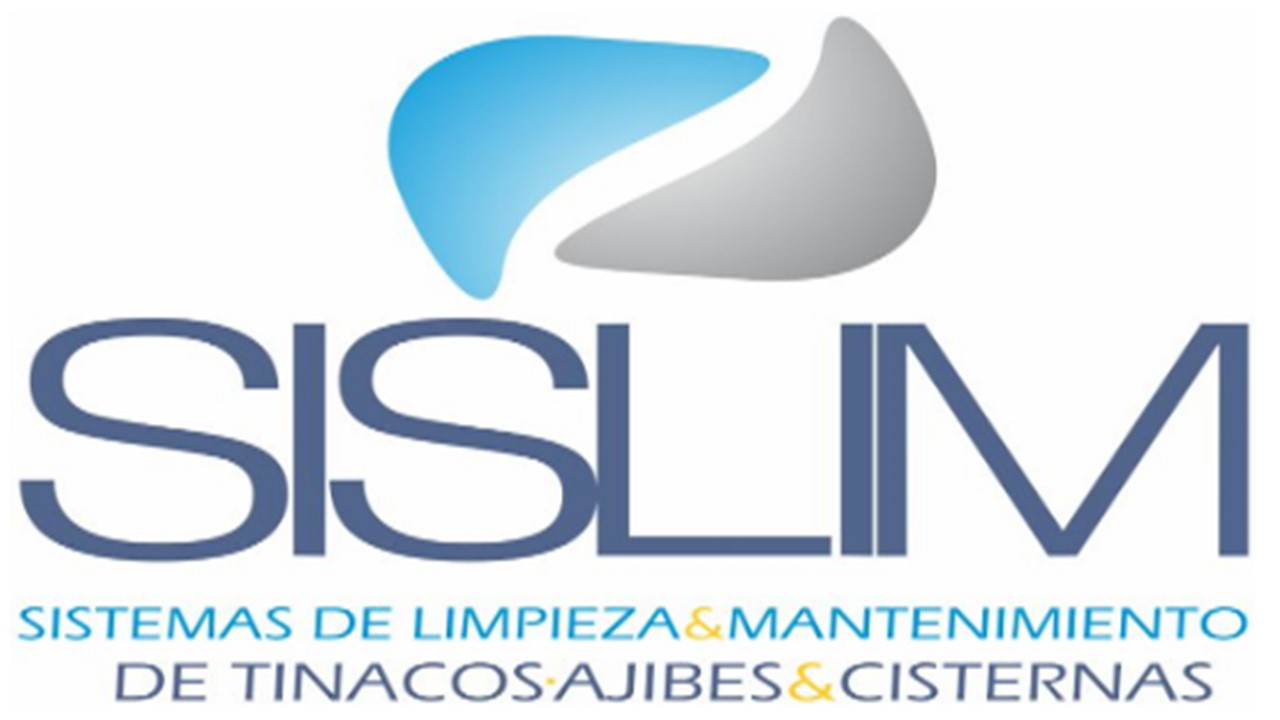 SISLIM
SISTEMAS DE LIMPIEZA&MANTENIMIENTO
DE TINACOS·AJIBES&CISTERNAS